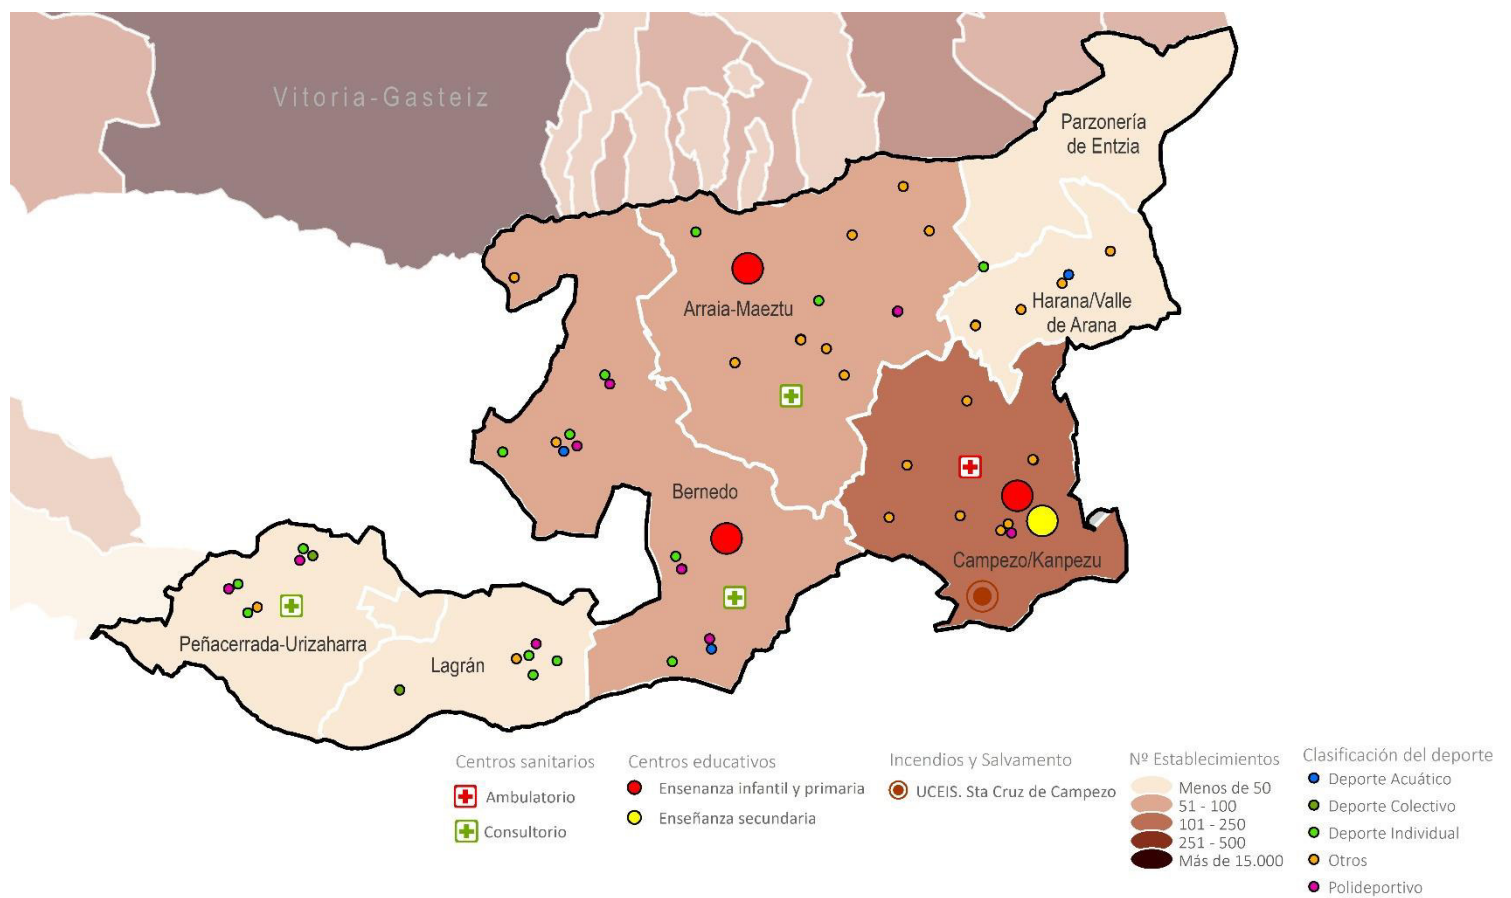 Vitoria-Gasteiz
Parzonería
de Entzia
Arraia-Maeztu
Harana/Valle
de Arana
Bernedo
Campezo/Kanpezu
Peñacerrada-Urizaharra
Lagrán
Centros sanitarios
Ambulatorio
Consultorio
Centros educativos
Ensenanza infantil y primaria
Enseñanza secundaria
Incendios y Salvamento
UCEIS. Sta Cruz de Campezo
Nº Establecimientos
Menos de 50
51 - 100
101 - 250
251 - 500
Más de 15.000
Clasificación del deporte
Deporte Acuático
Deporte Colectivo
Deporte Individual
Otros
Polideportivo